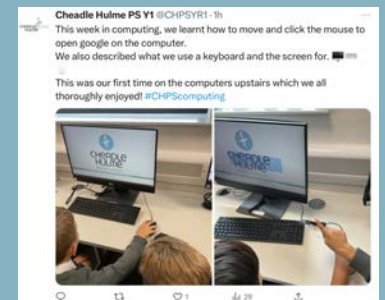 Cheadle Hulme PS Y1 @CHPSYR1 · 1h
This week in computing, we learnt how to move and click the mouse to
open google on the computer.
We also described what we use a keyboard and the screen for.
This was our first time on the computers upstairs which we all
thoroughly enjoyed! #CHPScomputing
CHEADLE
HULME
CHEADLE
HULME
1
28